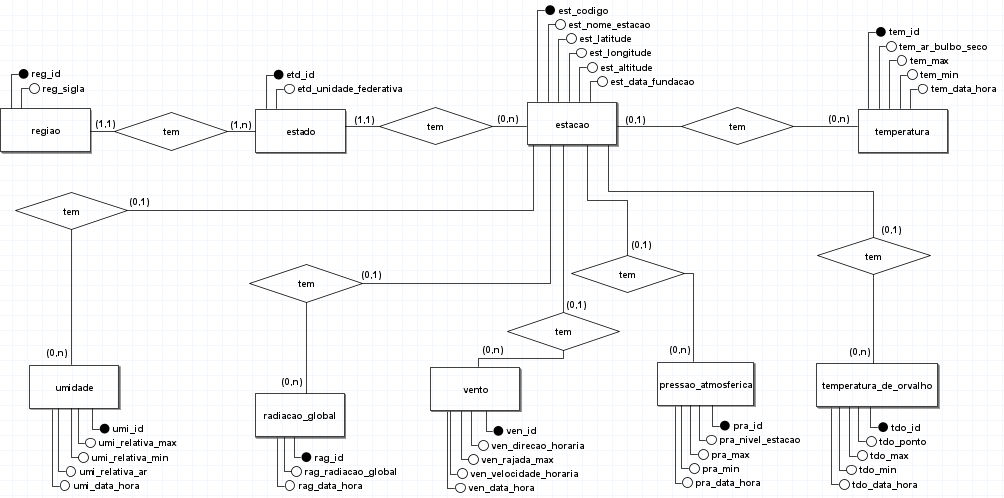 est_codigo
est_nome_estacao
est_latitude
est_longitude
est_altitude
est_data_fundacao
tem_id
tem_ar_bulbo_seco
tem_max
tem_min
tem_data_hora
reg_id
reg_sigla
etd_id
etd_unidade_federativa
regiao
(1,1)
tem
(1,n)
estado
(1,1)
tem
(0,n)
estacao
(0,1)
tem
(0,n)
temperatura
tem
(0,1)
tem
(0,1)
tem
(0,1)
tem
(0,1)
tem
(0,1)
(0,n)
umidade
umi_id
umi_relativa_max
umi_relativa_min
umi_relativa_ar
umi_data_hora
(0,n)
radiacao_global
rag_id
rag_radiacao_global
rag_data_hora
(0,n)
vento
ven_id
ven_direcao_horaria
ven_rajada_max
ven_velocidade_horaria
ven_data_hora
(0,n)
pressao_atmosferica
pra_id
pra_nivel_estacao
pra_max
pra_min
pra_data_hora
(0,n)
temperatura_de_orvalho
tdo_id
tdo_ponto
tdo_max
tdo_min
tdo_data_hora